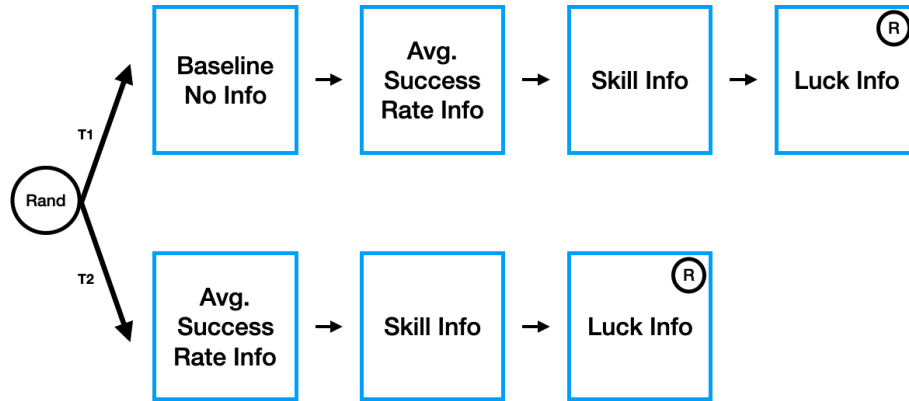 Baseline
No Info
Avg.
Success
Rate Info
Skill Info
R
Luck Info
T1
Rand
T2
Avg.
Success
Rate Info
Skill Info
R
Luck Info